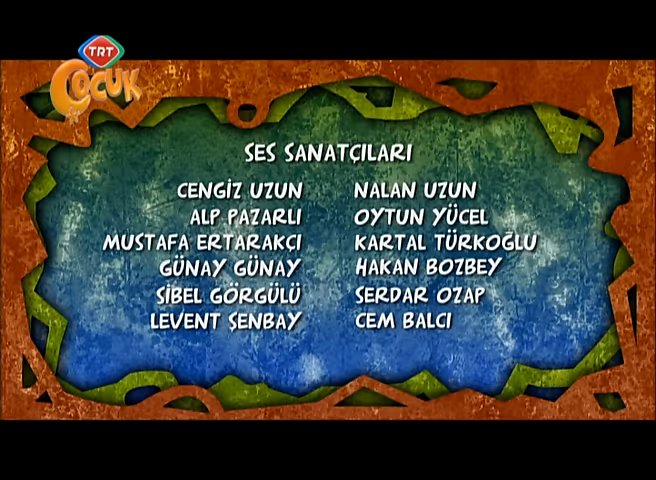 TRT
ÇOCUK
SES SANATÇILARI
CENGİZ UZUN NALAN UZUN
ALP PAZARLI OYTUN YÜCEL
MUSTAFA ERTARAKÇI KARTAL TÜRKOĞLU
GÜNAY GÜNAY HAKAN BOZBEY
SİBEL GÖRGÜLÜ SERDAR OZAP
LEVENT ŞENBAY CEM BALCI